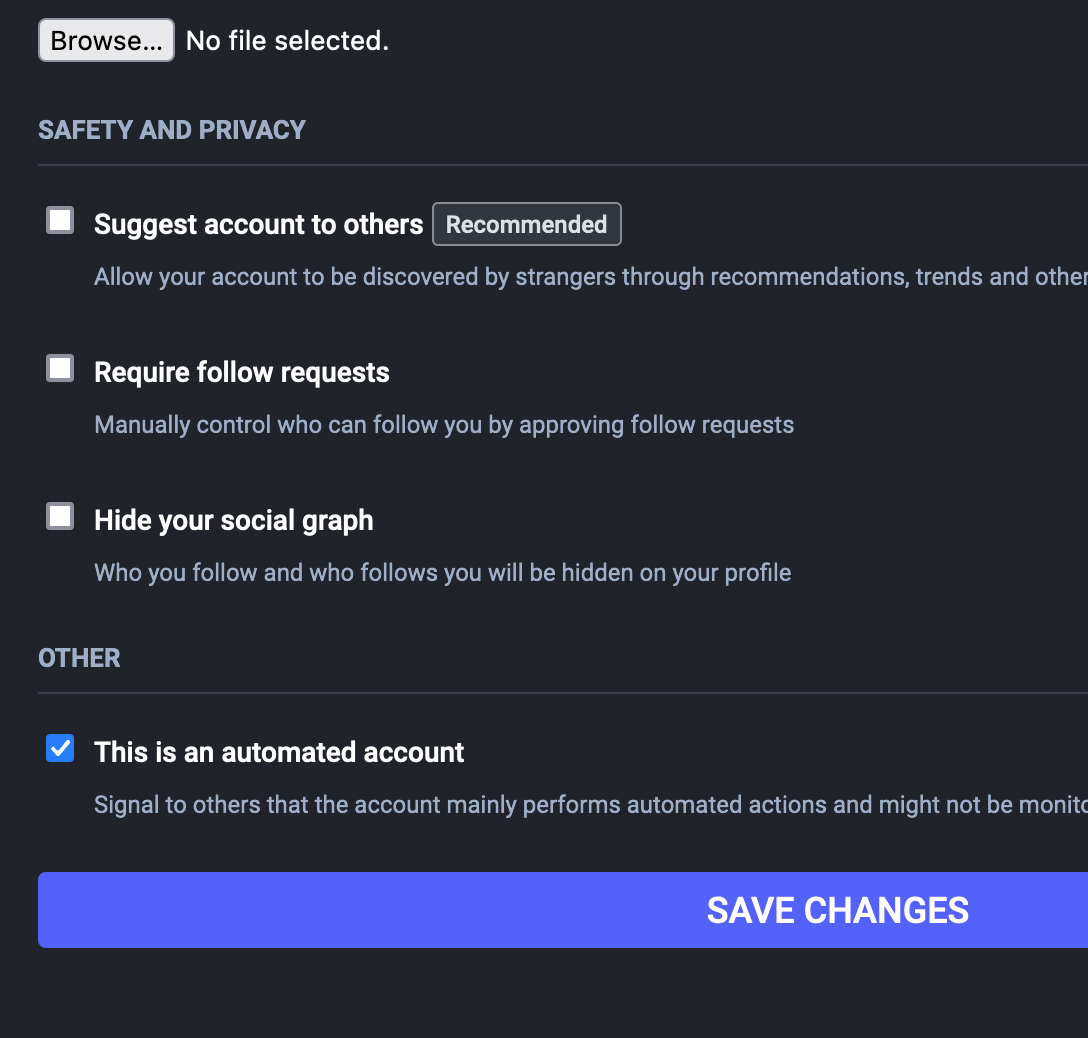 Browse... No file selected.
SAFETY AND PRIVACY
Suggest account to others Recommended
Allow your account to be discovered by strangers through recommendations, trends and other
Require follow requests
Manually control who can follow you by approving follow requests
Hide your social graph
Who you follow and who follows you will be hidden on your profile
OTHER
This is an automated account
Signal to others that the account mainly performs automated actions and might not be
SAVE CHANGES